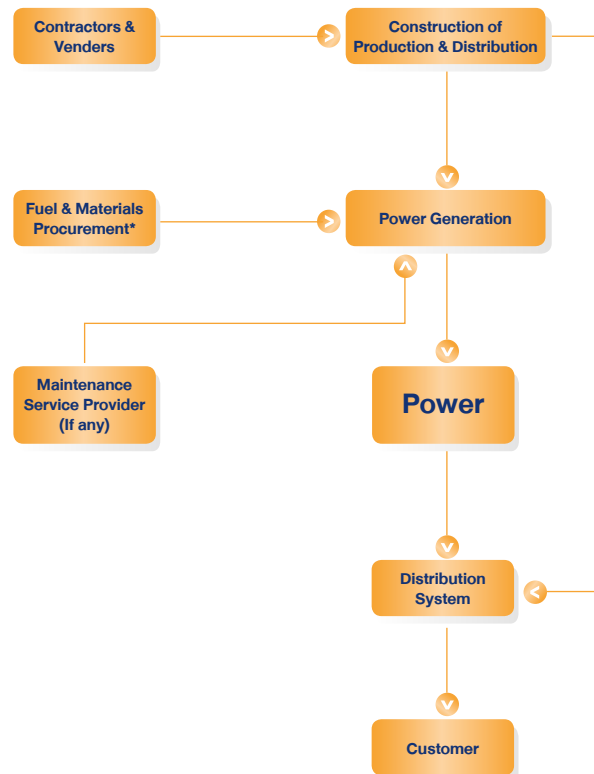 Contractors &
Venders
Construction of
Production & Distribution
Fuel & Materials
Procurement*
Power Generation
Maintenance
Service Provider
(If any)
Power
Distribution
System
Customer